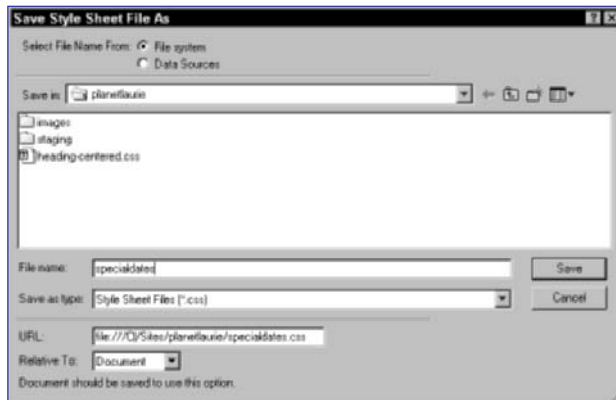 Save Style Sheet File As
Select File Name From: File system
Data Sources
Save in: planetlaurie
images
staging
heading-centered.css
File name: specialdates Save
Save as type: Style Sheet Files (*.css) Cancel
URL: file:///C|/Sites/planetlaurie/specialdates.css
Relative To: Document
Document should be saved to use this option.